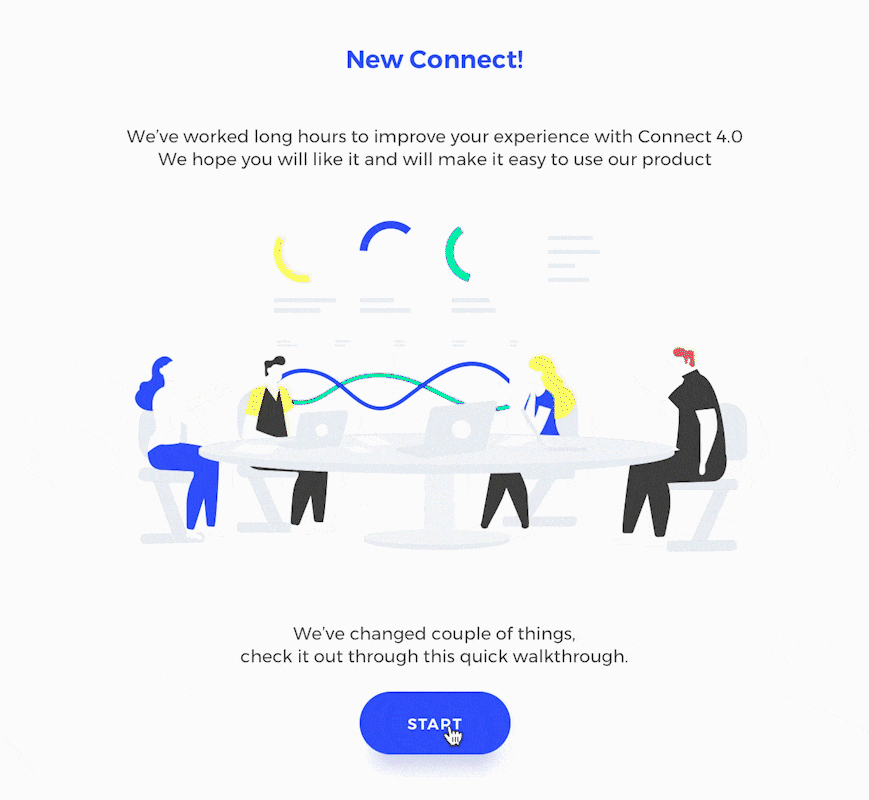 New Connect!
We’ve worked long hours to improve your experience with Connect 4.0
We hope you will like it and will make it easy to use our product
We’ve changed couple of things,
check it out through this quick walkthrough.
START